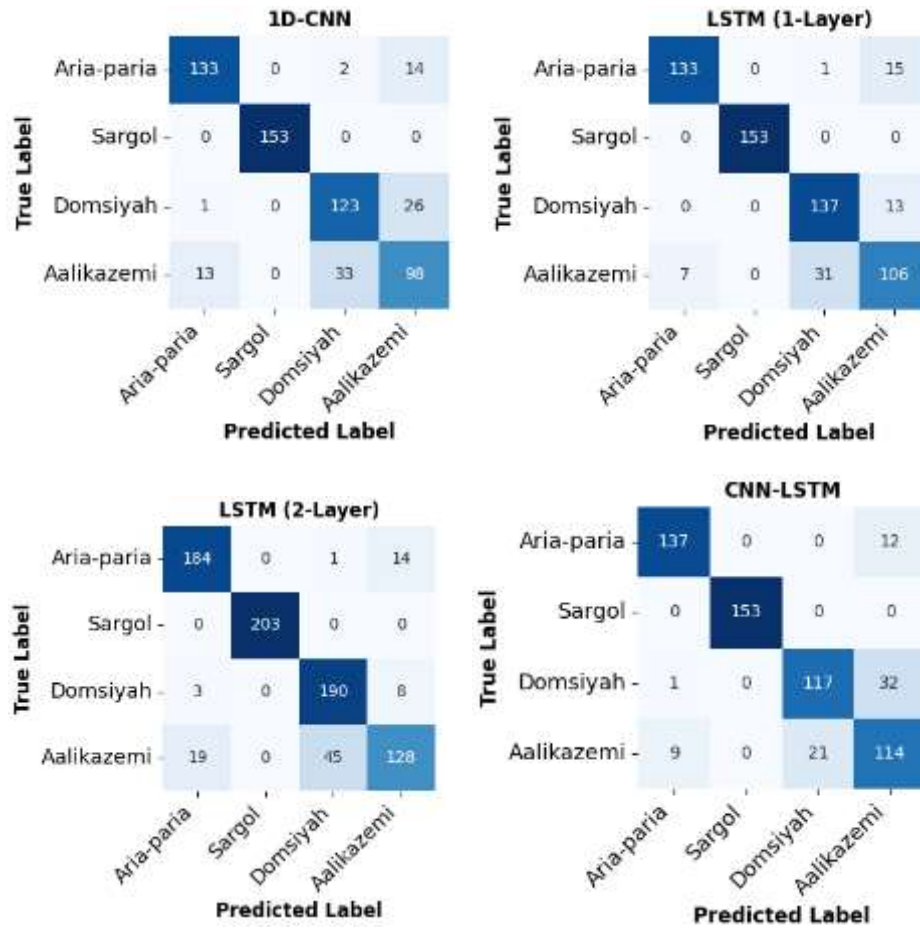 1D-CNN
True Label
Aria-paria 133 0 2 14
Sargol 0 153 0 0
Domsiyah 1 0 123 26
Aalikazemi 13 0 33 98
Aria-paria Sargol Domsiyah Aalikazemi
Predicted Label
LSTM (1-Layer)
True Label
Aria-paria 133 0 1 15
Sargol 0 153 0 0
Domsiyah 0 0 137 13
Aalikazemi 7 0 31 106
Aria-paria Sargol Domsiyah Aalikazemi
Predicted Label
LSTM (2-Layer)
True Label
Aria-paria 184 0 1 14
Sargol 0 203 0 0
Domsiyah 3 0 190 8
Aalikazemi 19 0 45 128
Aria-paria Sargol Domsiyah Aalikazemi
Predicted Label
CNN-LSTM
True Label
Aria-paria 137 0 0 12
Sargol 0 153 0 0
Domsiyah 1 0 117 32
Aalikazemi 9 0 21 114
Aria-paria Sargol Domsiyah Aalikazemi
Predicted Label